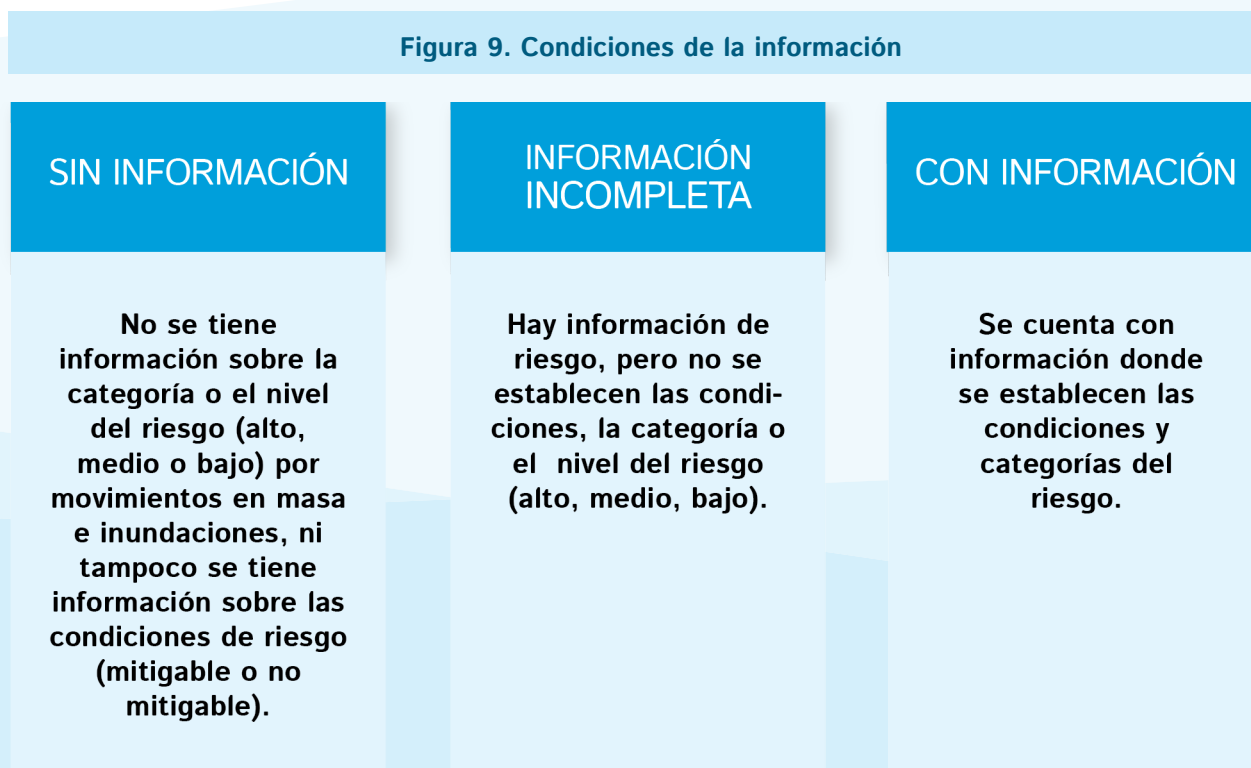 Figura 9. Condiciones de la información
SIN INFORMACIÓN
No se tiene
información sobre la
categoría o el nivel
del riesgo (alto,
medio o bajo) por
movimientos en masa
e inundaciones, ni
tampoco se tiene
información sobre las
condiciones de riesgo
(mitigable o no
mitigable).
INFORMACIÓN
INCOMPLETA
Hay información de
riesgo, pero no se
establecen las condi-
ciones, la categoría o
el  nivel del riesgo
(alto, medio, bajo).
CON INFORMACIÓN
Se cuenta con
información donde
se establecen las
condiciones y
categorías del
riesgo.